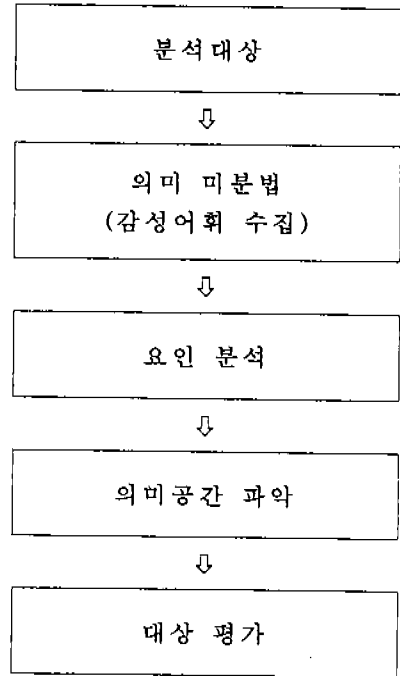 분석대상
⇩
의미 미분법
(감성어휘 수집)
⇩
요인 분석
⇩
의미공간 파악
⇩
대상 평가